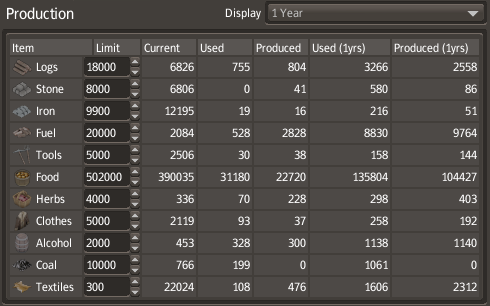 Production Display 1 Year
Item Limit Current Used Produced Used (1yrs) Produced (1yrs)
Logs 18000 6826 755 804 3266 2558
Stone 8000 6806 0 41 580 86
Iron 9900 12195 19 16 216 51
Fuel 20000 2084 528 2828 8830 9764
Tools 5000 2506 30 38 158 144
Food 502000 390035 31180 22720 135804 104427
Herbs 4000 336 70 228 298 403
Clothes 5000 2119 93 37 258 192
Alcohol 2000 453 328 300 1138 1140
Coal 10000 766 199 0 1061 0
Textiles 300 22024 108 476 1606 2312